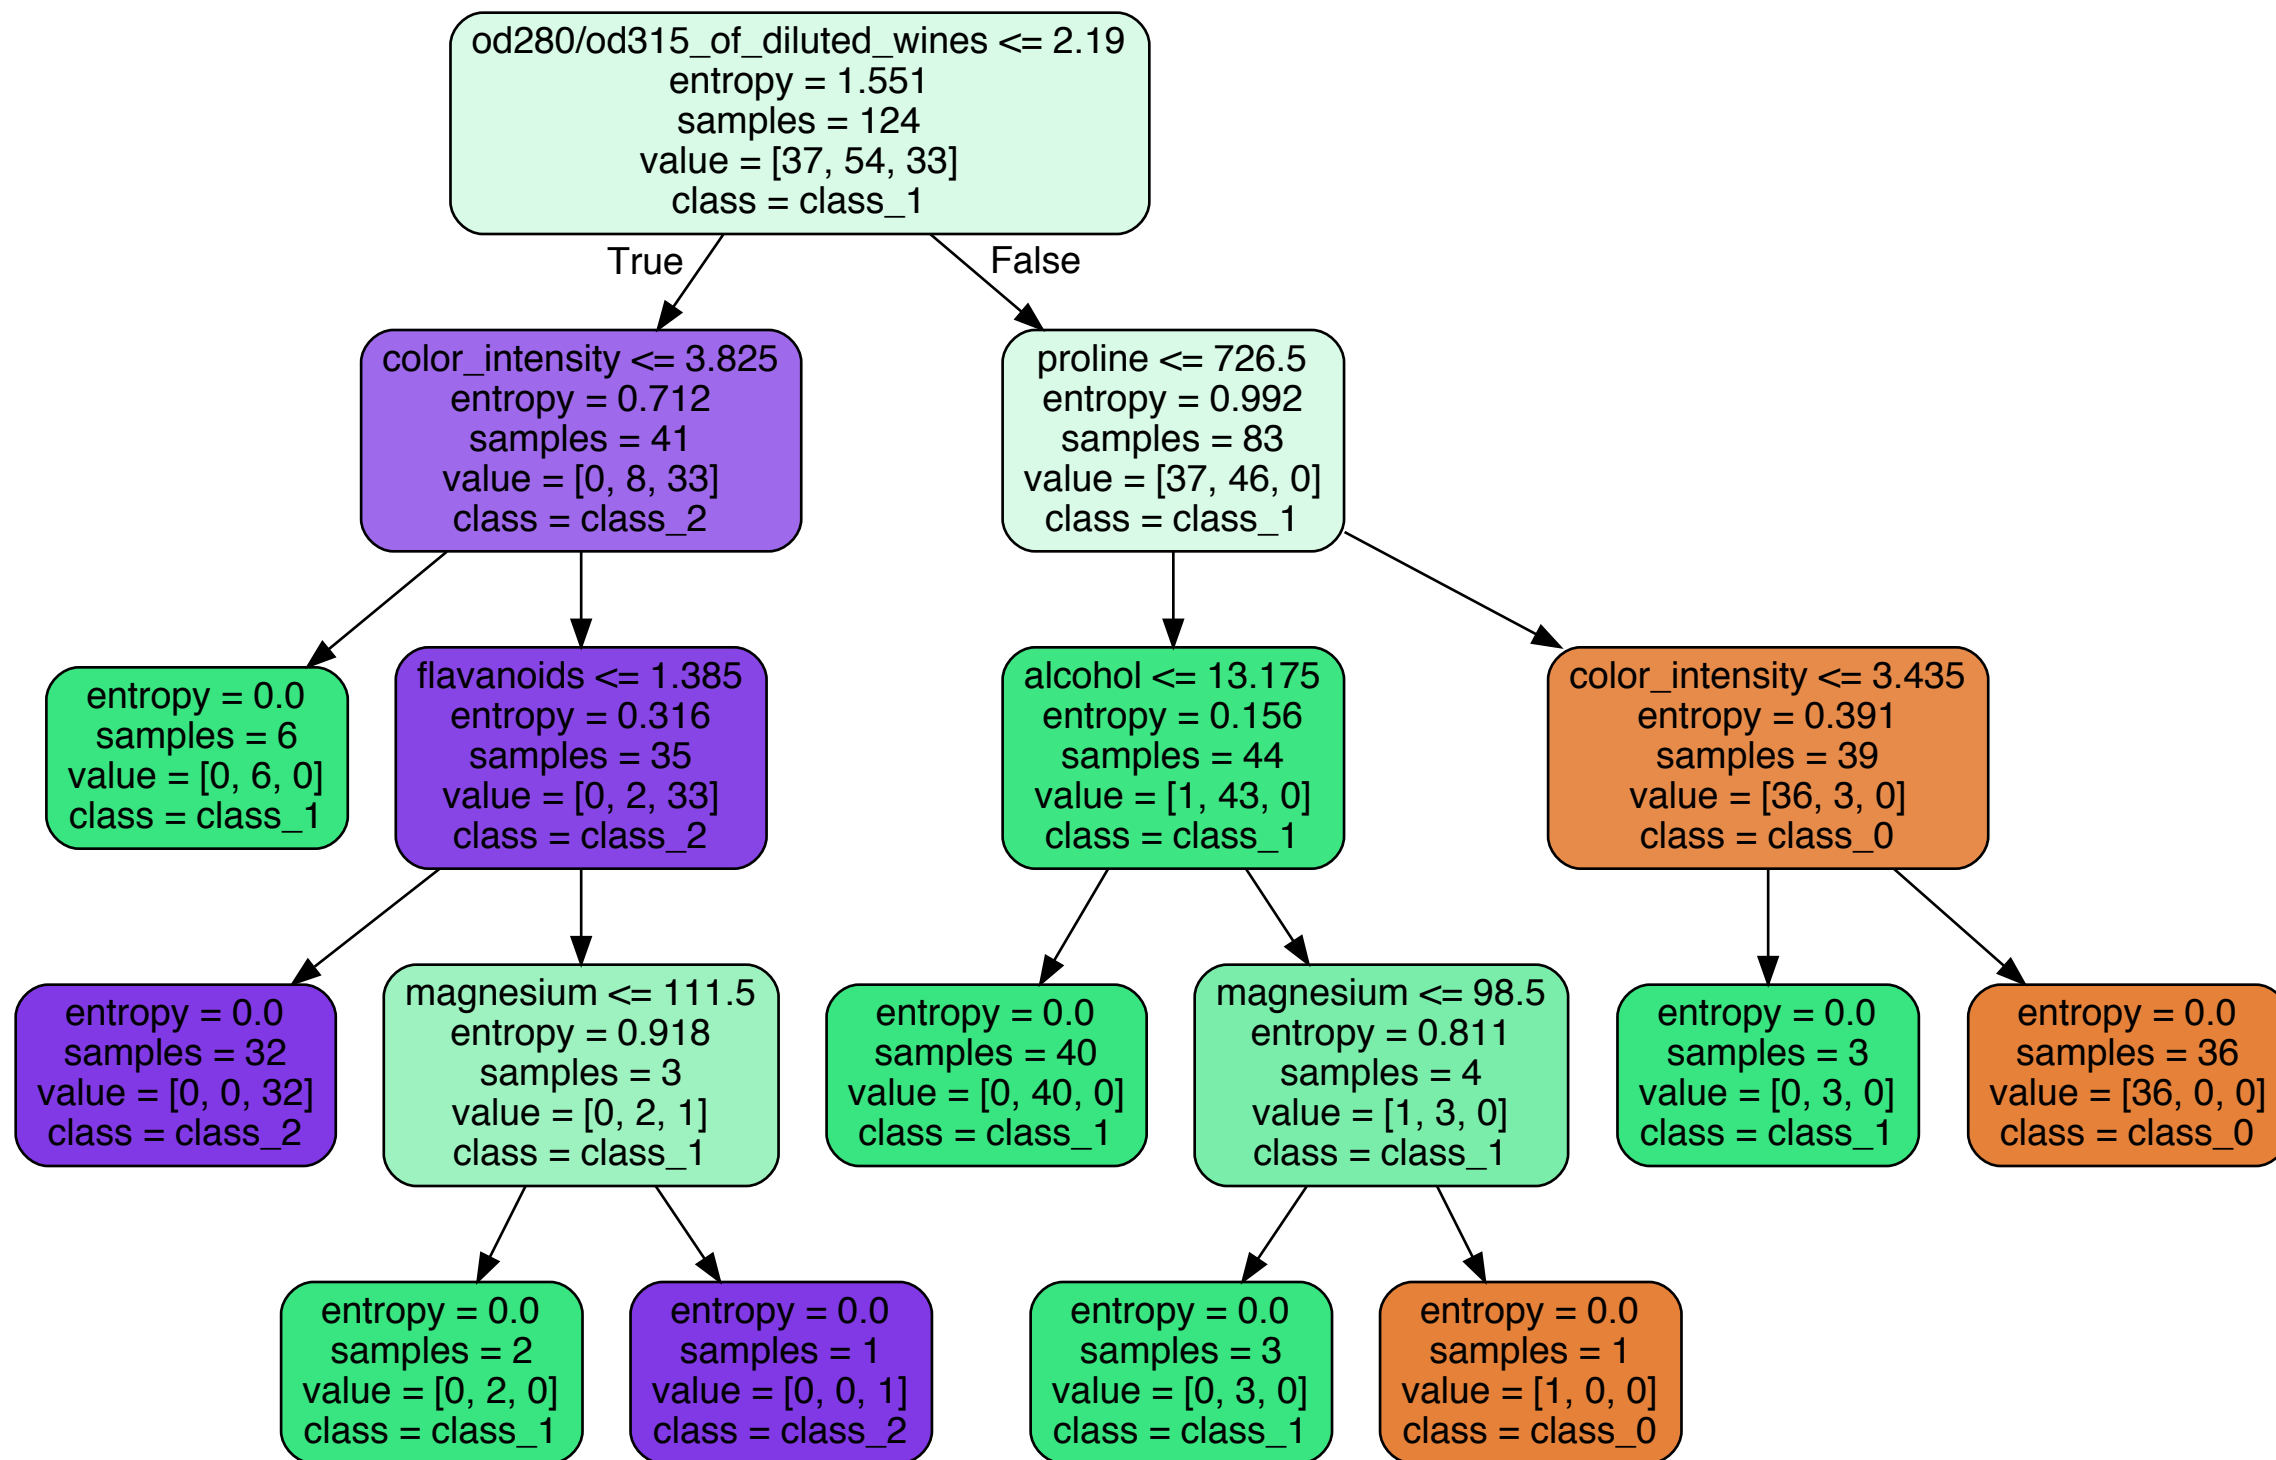 od280/od315_of_diluted_wines <= 2.19
entropy = 1.551
samples = 124
value = [37, 54, 33]
class = class_1
True
False
color_intensity <= 3.825
entropy = 0.712
samples = 41
value = [0, 8, 33]
class = class_2
proline <= 726.5
entropy = 0.992
samples = 83
value = [37, 46, 0]
class = class_1
entropy = 0.0
samples = 6
value = [0, 6, 0]
class = class_1
flavanoids <= 1.385
entropy = 0.316
samples = 35
value = [0, 2, 33]
class = class_2
alcohol <= 13.175
entropy = 0.156
samples = 44
value = [1, 43, 0]
class = class_1
color_intensity <= 3.435
entropy = 0.391
samples = 39
value = [36, 3, 0]
class = class_0
entropy = 0.0
samples = 32
value = [0, 0, 32]
class = class_2
magnesium <= 111.5
entropy = 0.918
samples = 3
value = [0, 2, 1]
class = class_1
entropy = 0.0
samples = 40
value = [0, 40, 0]
class = class_1
magnesium <= 98.5
entropy = 0.811
samples = 4
value = [1, 3, 0]
class = class_1
entropy = 0.0
samples = 3
value = [0, 3, 0]
class = class_1
entropy = 0.0
samples = 36
value = [36, 0, 0]
class = class_0
entropy = 0.0
samples = 2
value = [0, 2, 0]
class = class_1
entropy = 0.0
samples = 1
value = [0, 0, 1]
class = class_2
entropy = 0.0
samples = 3
value = [0, 3, 0]
class = class_1
entropy = 0.0
samples = 1
value = [1, 0, 0]
class = class_0